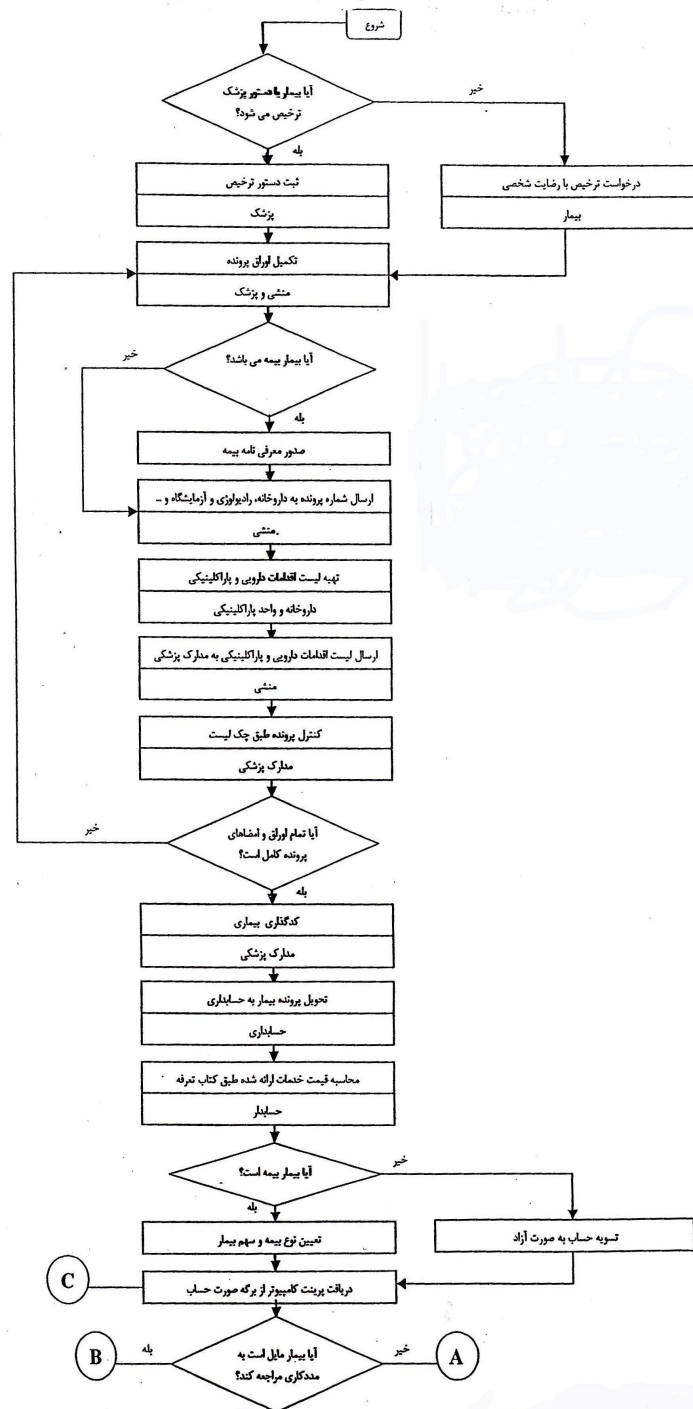 شروع
آیا بیمار با دستور پزشک
ترخیص می شود؟
خیر
بله
ثبت دستور ترخیص
پزشک
درخواست ترخیص با رضایت شخصی
بیمار
تکمیل اوراق پرونده
منشی و پزشک
آیا بیمار بیمه می باشد؟
خیر
بله
صدور معرفی نامه بیمه
ارسال شماره پرونده به داروخانه، رادیولوژی و آزمایشگاه و ...
منشی
تهیه لیست اقدامات دارویی و پاراکلینیکی
داروخانه و واحد پاراکلینیکی
ارسال لیست اقدامات دارویی و پاراکلینیکی به مدارک پزشکی
منشی
کنترل پرونده طبق چک لیست
مدارک پزشکی
آیا تمام اوراق و امضاهای
پرونده کامل است؟
خیر
بله
کدگذاری بیماری
مدارک پزشکی
تحویل پرونده بیمار به حسابداری
حسابداری
محاسبه قیمت خدمات ارائه شده طبق کتاب تعرفه
حسابدار
آیا بیمار بیمه است؟
خیر
بله
تعیین نوع بیمه و سهم بیمار
تسویه حساب به صورت آزاد
دریافت پرینت کامپیوتر از برگه صورت حساب
C
آیا بیمار مایل است به
مددکاری مراجعه کند؟
خیر
A
بله
B